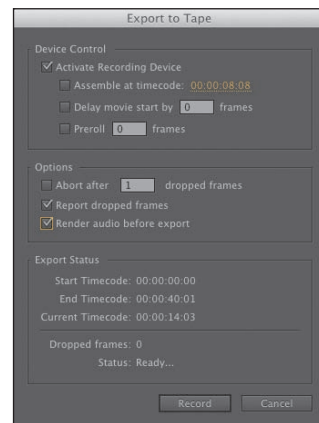 Export to Tape
Device Control
Activate Recording Device
Assemble at timecode: 00:00:08:08
Delay movie start by 0 frames
Preroll 0 frames
Options
Abort after 1 dropped frames
Report dropped frames
Render audio before export
Export Status
Start Timecode: 00:00:00:00
End Timecode: 00:00:40:01
Current Timecode: 00:00:14:03
Dropped frames: 0
Status: Ready...
Record Cancel